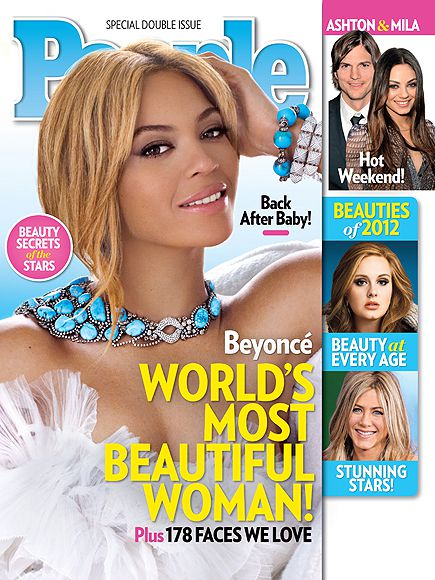 SPECIAL DOUBLE ISSUE
People
ASHTON & MILA
Hot
Weekend!
Back
After Baby!
BEAUTY
SECRETS
of the
STARS
BEAUTIES
of 2012
BEAUTY at
EVERY AGE
STUNNING
STARS!
Beyoncé
WORLD'S
MOST
BEAUTIFUL
WOMAN!
Plus 178 FACES WE LOVE